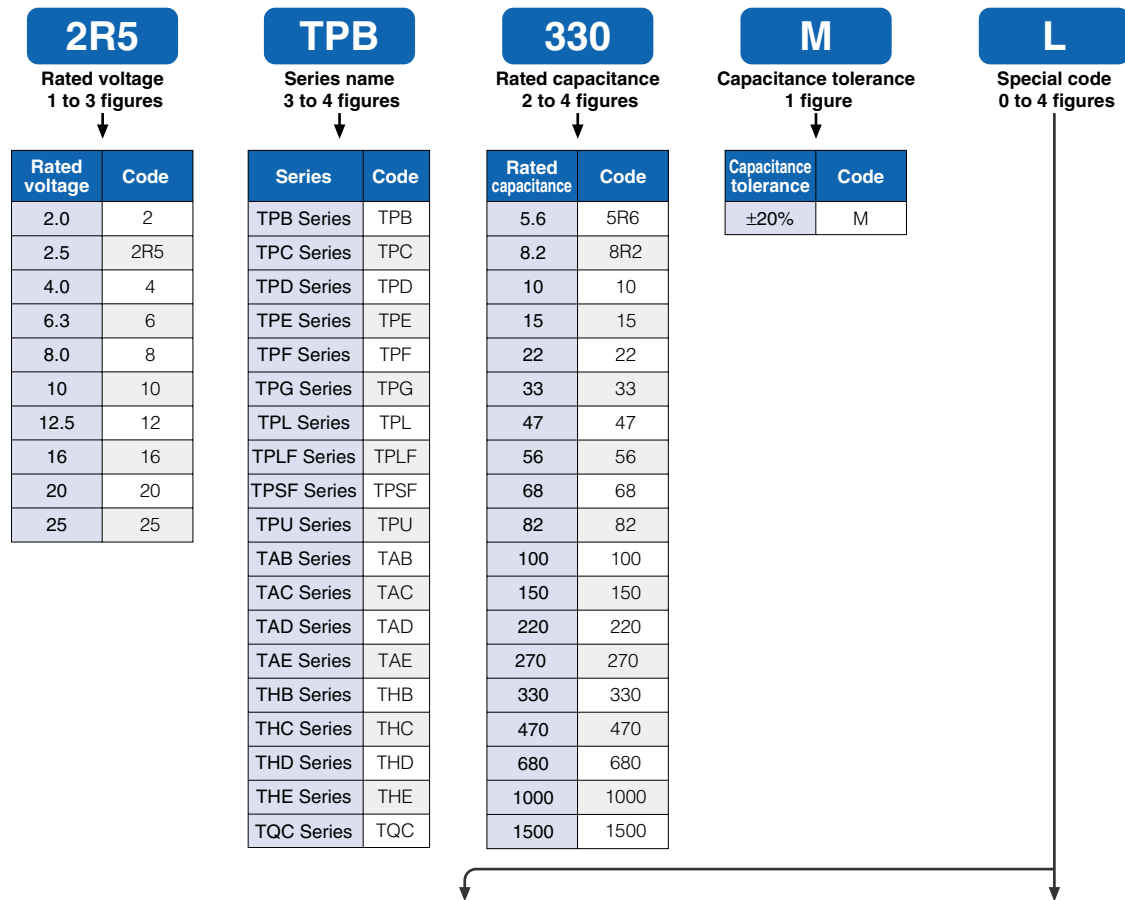 2R5 TPB 330 M L
Rated voltage
1 to 3 figures
Series name
3 to 4 figures
Rated capacitance
2 to 4 figures
Capacitance tolerance
1 figure
Special code
0 to 4 figures
Rated voltage Code
2.0 2
2.5 2R5
4.0 4
6.3 6
8.0 8
10 10
12.5 12
16 16
20 20
25 25
Series Code
TPB Series TPB
TPC Series TPC
TPD Series TPD
TPE Series TPE
TPF Series TPF
TPG Series TPG
TPL Series TPL
TPLF Series TPLF
TPSF Series TPSF
TPU Series TPU
TAB Series TAB
TAC Series TAC
TAD Series TAD
TAE Series TAE
THB Series THB
THC Series THC
THD Series THD
THE Series THE
TQC Series TQC
Rated capacitance Code
5.6 5R6
8.2 8R2
10 10
15 15
22 22
33 33
47 47
56 56
68 68
82 82
100 100
150 150
220 220
270 270
330 330
470 470
680 680
1000 1000
1500 1500
Capacitance tolerance Code
±20% M